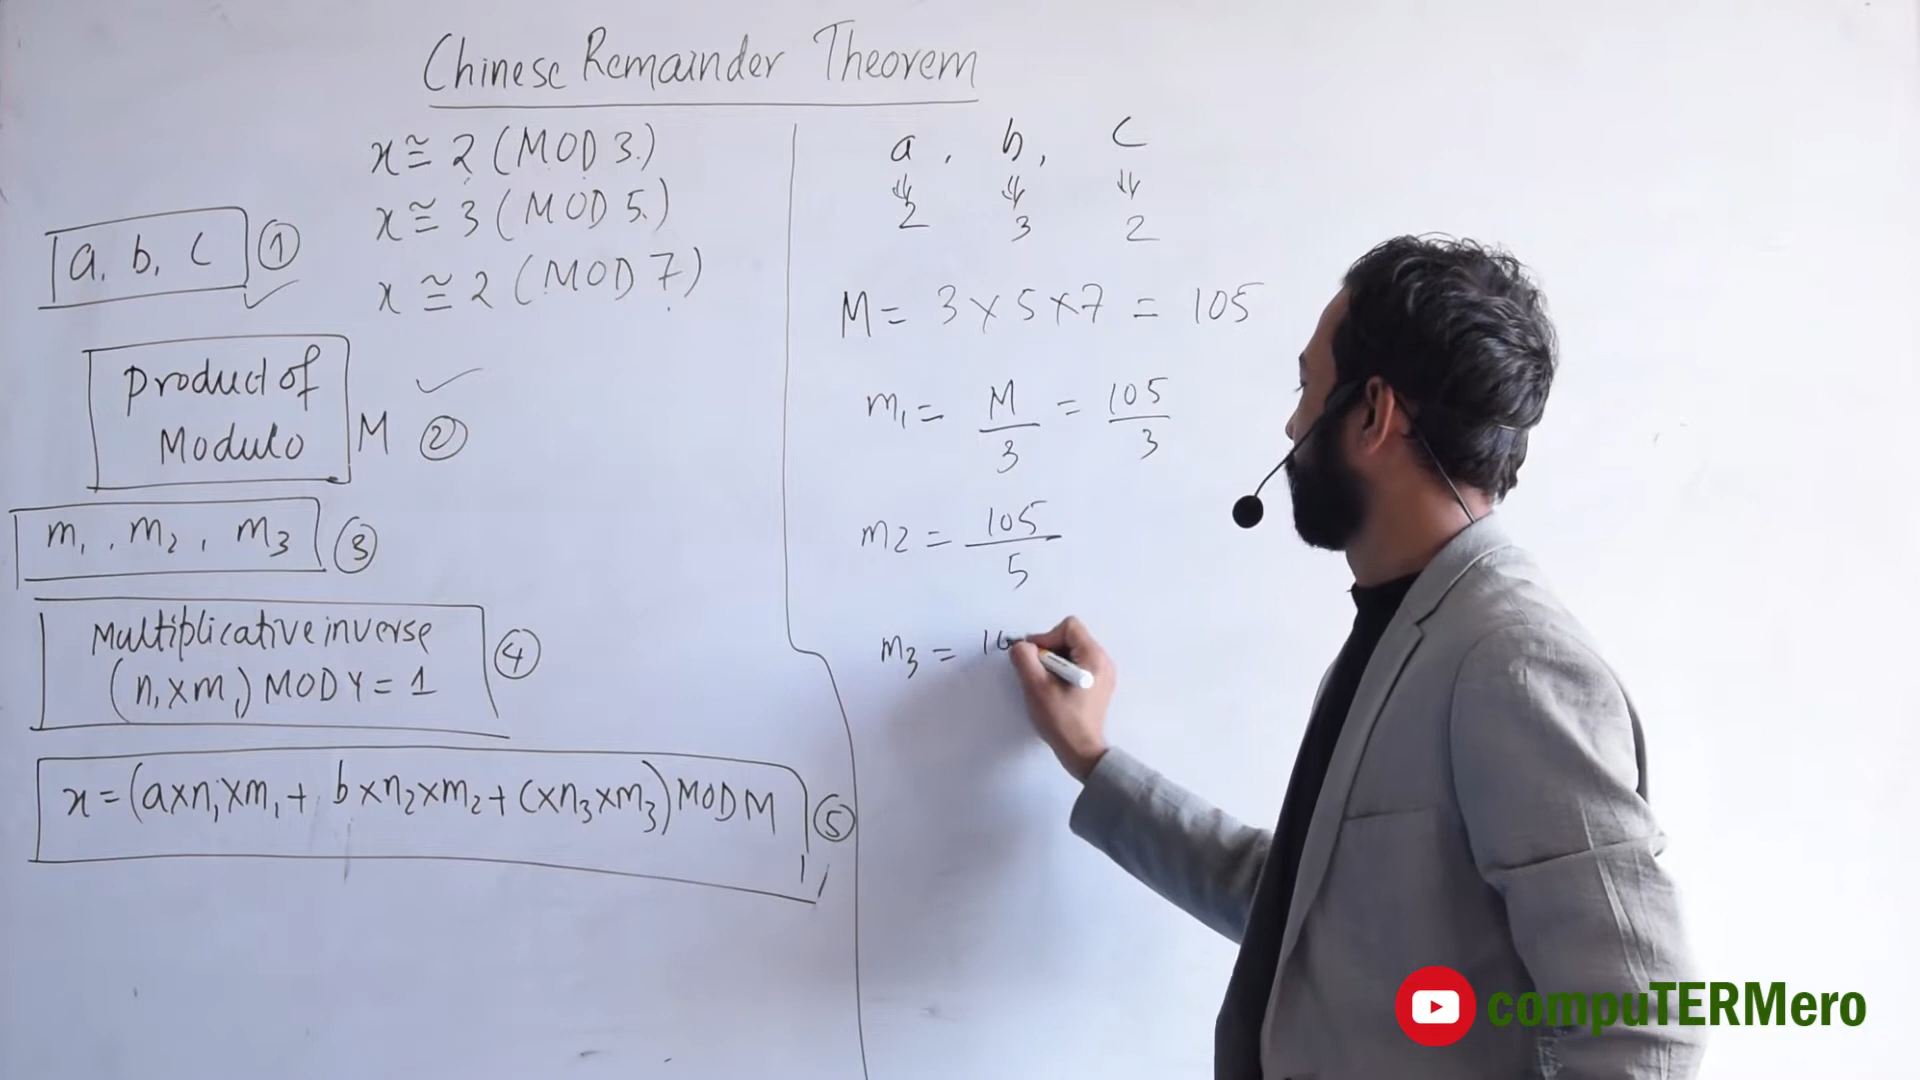 Chinese Remainder Theorem
x ≅ 2 (MOD 3)
x ≅ 3 (MOD 5)
x ≅ 2 (MOD 7)
a, b, c ①
Product of
Modulo M ②
m₁, m₂, m₃ ③
Multiplicative inverse
(n₁×m₁) MOD Y = 1 ④
x = (a×n₁×m₁ + b×n₂×m₂ + c×n₃×m₃) MOD M ⑤
a, b, c
2 3 2
M = 3 × 5 × 7 = 105
m₁ = M/3 = 105/3
m2 = 105/5
m₃ = 10
compuTERMero